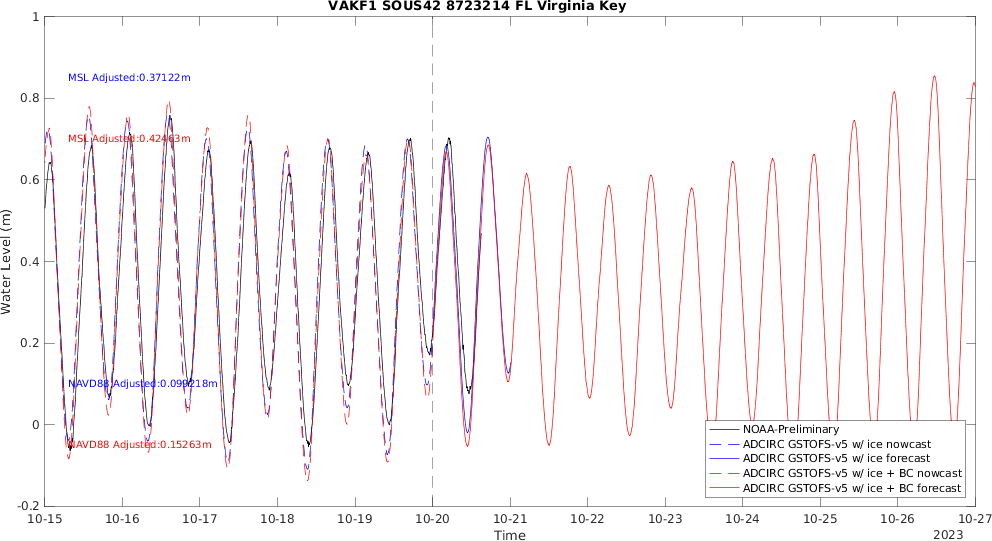 VAKF1 SOUS42 8723214 FL Virginia Key
1
0.8
0.6
0.4
0.2
0
-0.2
Water Level (m)
MSL Adjusted:0.37122m
MSL Adjusted:0.42463m
NAVD88 Adjusted:0.099218m
NAVD88 Adjusted:0.15263m
NOAA-Preliminary
ADCIRC GSTOFS-v5 w/ ice nowcast
ADCIRC GSTOFS-v5 w/ ice forecast
ADCIRC GSTOFS-v5 w/ ice + BC nowcast
ADCIRC GSTOFS-v5 w/ ice + BC forecast
10-15 10-16 10-17 10-18 10-19 10-20 10-21 10-22 10-23 10-24 10-25 10-26 10-27
Time
2023